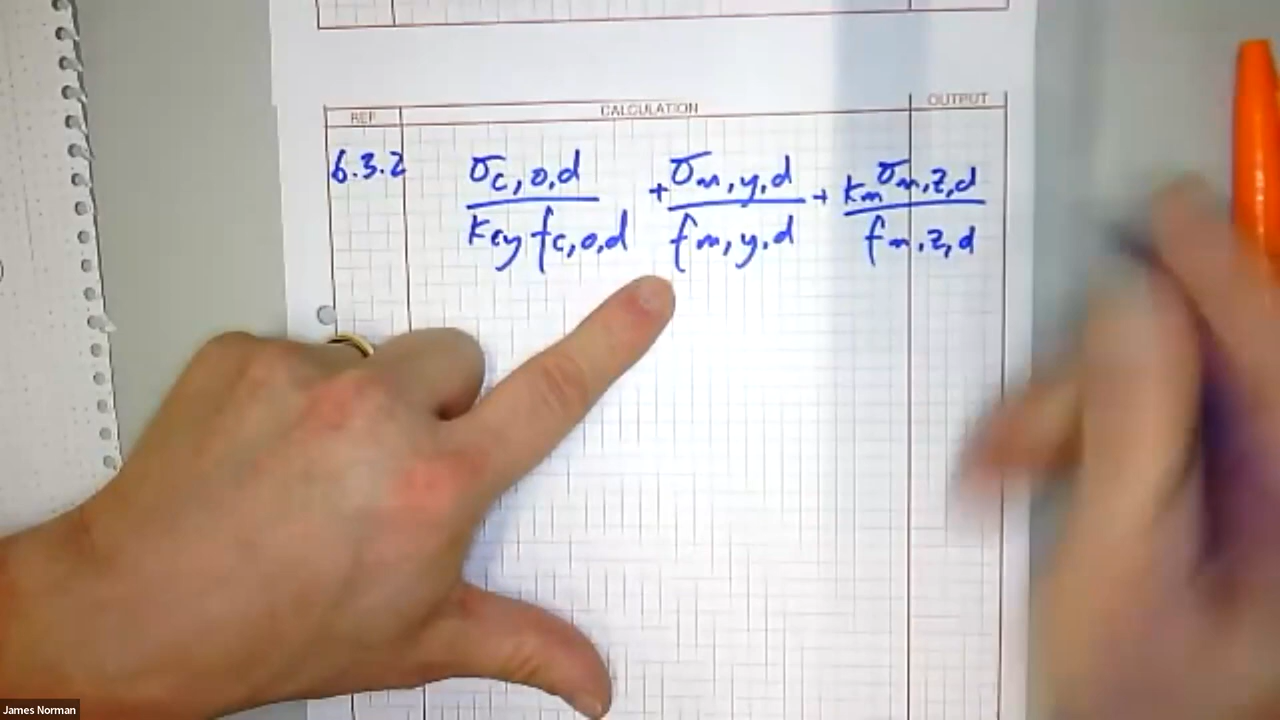 REF CALCULATION OUTPUT
6.3.2 σc,0,d / kcy fc,0,d + σm,y,d / fm,y,d + km σm,z,d / fm,z,d
James Norman